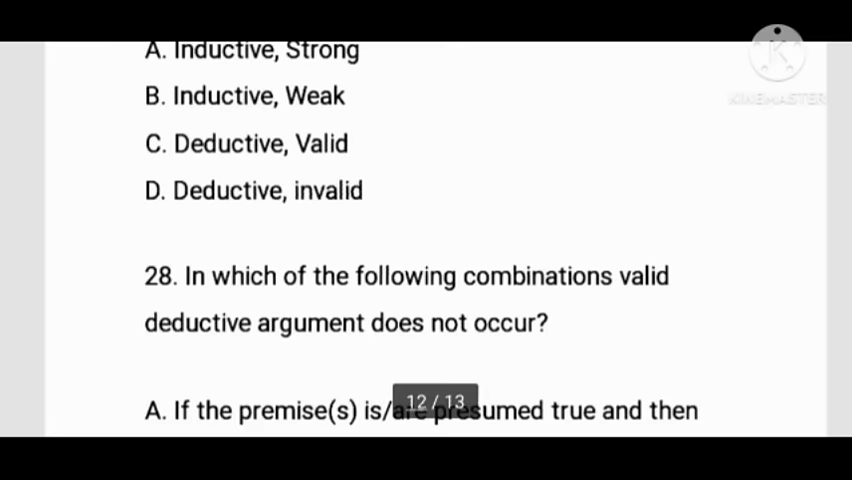 A. Inductive, Strong
KINEMASTER
B. Inductive, Weak
C. Deductive, Valid
D. Deductive, invalid
28. In which of the following combinations valid
deductive argument does not occur?
12 / 13
A. If the premise(s) is/are presumed true and then